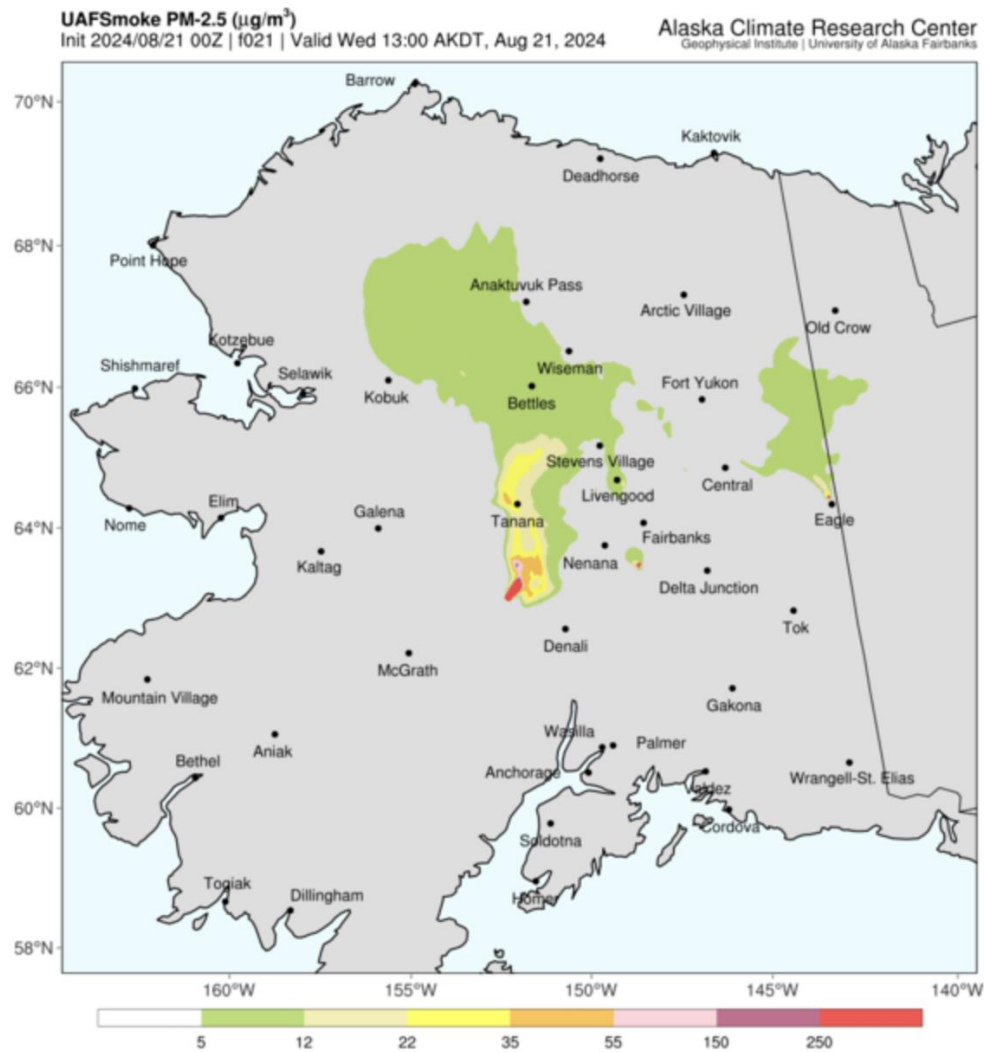 UAFSmoke PM-2.5 (µg/m³)
Init 2024/08/21 00Z | f021 | Valid Wed 13:00 AKDT, Aug 21, 2024
Alaska Climate Research Center
Geophysical Institute | University of Alaska Fairbanks
Barrow
70°N
Kaktovik
Deadhorse
68°N
Point Hope
Anaktuvuk Pass
Arctic Village
Old Crow
Kotzebue
Shishmaref
Selawik
Wiseman
66°N
Kobuk
Bettles
Fort Yukon
Stevens Village
Central
Livengood
Elim
Galena
Tanana
Eagle
Nome
64°N
Fairbanks
Kaltag
Nenana
Delta Junction
Tok
Denali
62°N
McGrath
Mountain Village
Gakona
Wasilla
Palmer
Aniak
Bethel
Anchorage
Wrangell-St. Elias
Valdez
60°N
Cordova
Soldotna
Togiak
Dillingham
Homer
58°N
160°W 155°W 150°W 145°W 140°W
5 12 22 35 55 150 250